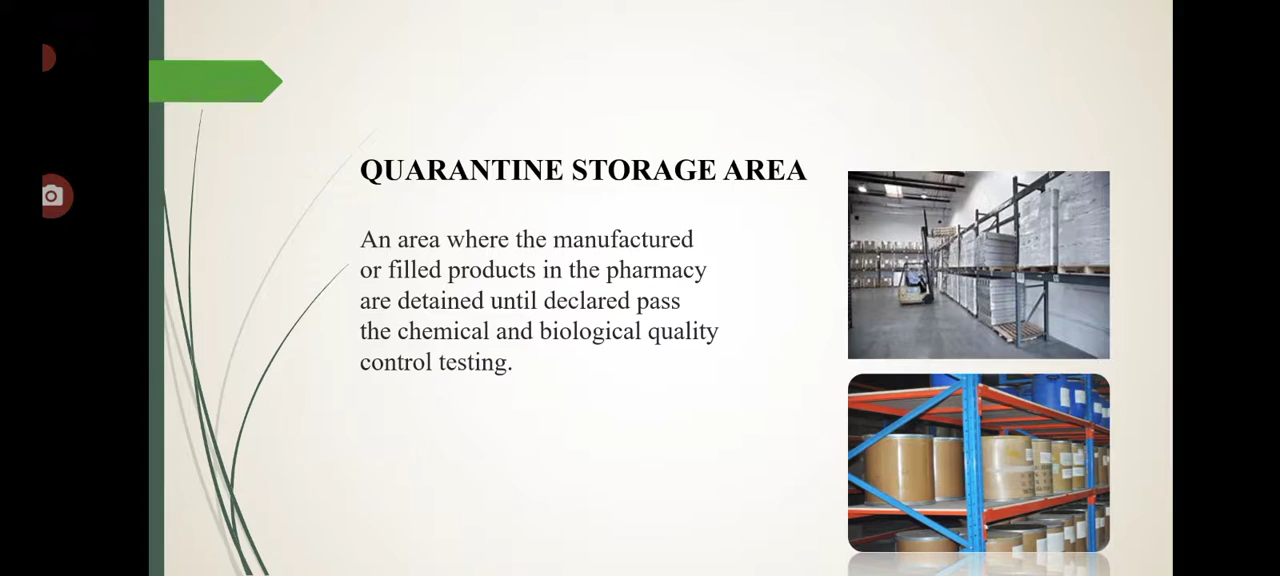 QUARANTINE STORAGE AREA
An area where the manufactured
or filled products in the pharmacy
are detained until declared pass
the chemical and biological quality
control testing.